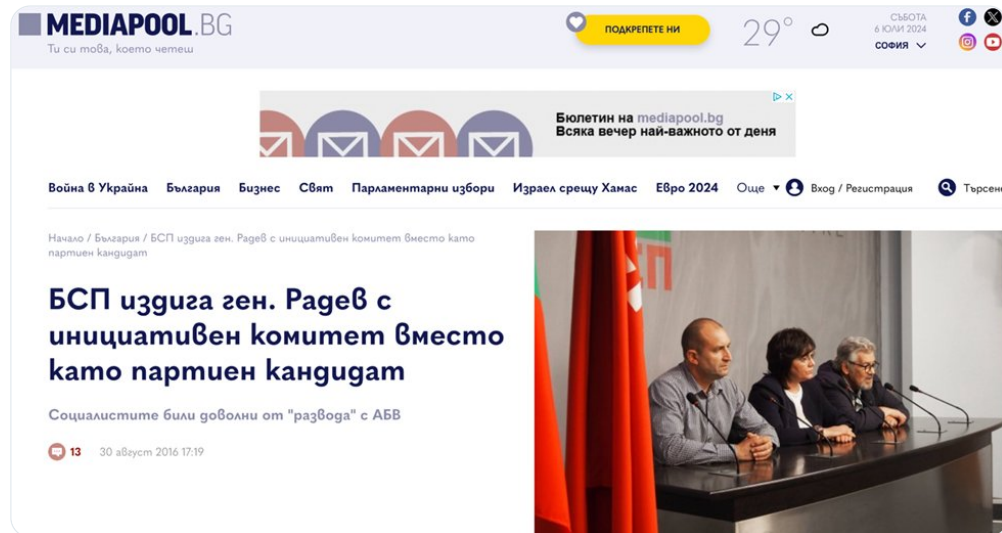 MEDIAPOOL.BG
Ти си това, което четеш
ПОДКРЕПЕТЕ НИ
29°
СЪБОТА
6 ЮЛИ 2024
СОФИЯ
Бюлетин на mediapool.bg
Всяка вечер най-важното от деня
Война в Украйна България Бизнес Свят Парламентарни избори Израел срещу Хамас Евро 2024 Още Вход / Регистрация Търсене
Начало / България / БСП издига ген. Радев с инициативен комитет вместо като
партиен кандидат
БСП издига ген. Радев с
инициативен комитет вместо
като партиен кандидат
Социалистите били доволни от "развода" с АБВ
13 30 август 2016 17:19